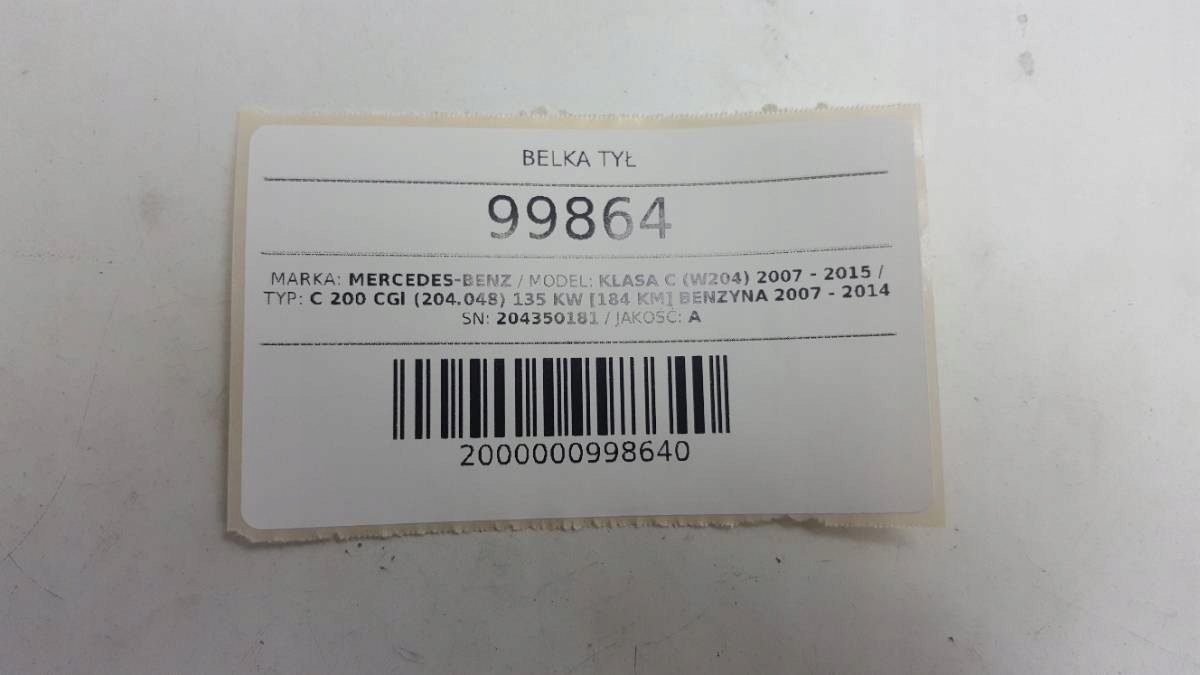 BELKA TYŁ
99864
MARKA: MERCEDES-BENZ / MODEL: KLASA C (W204) 2007 - 2015 /
TYP: C 200 CGI (204.048) 135 KW [184 KM] BENZYNA 2007 - 2014
SN: 204350181 / JAKOŚĆ: A
2000000998640